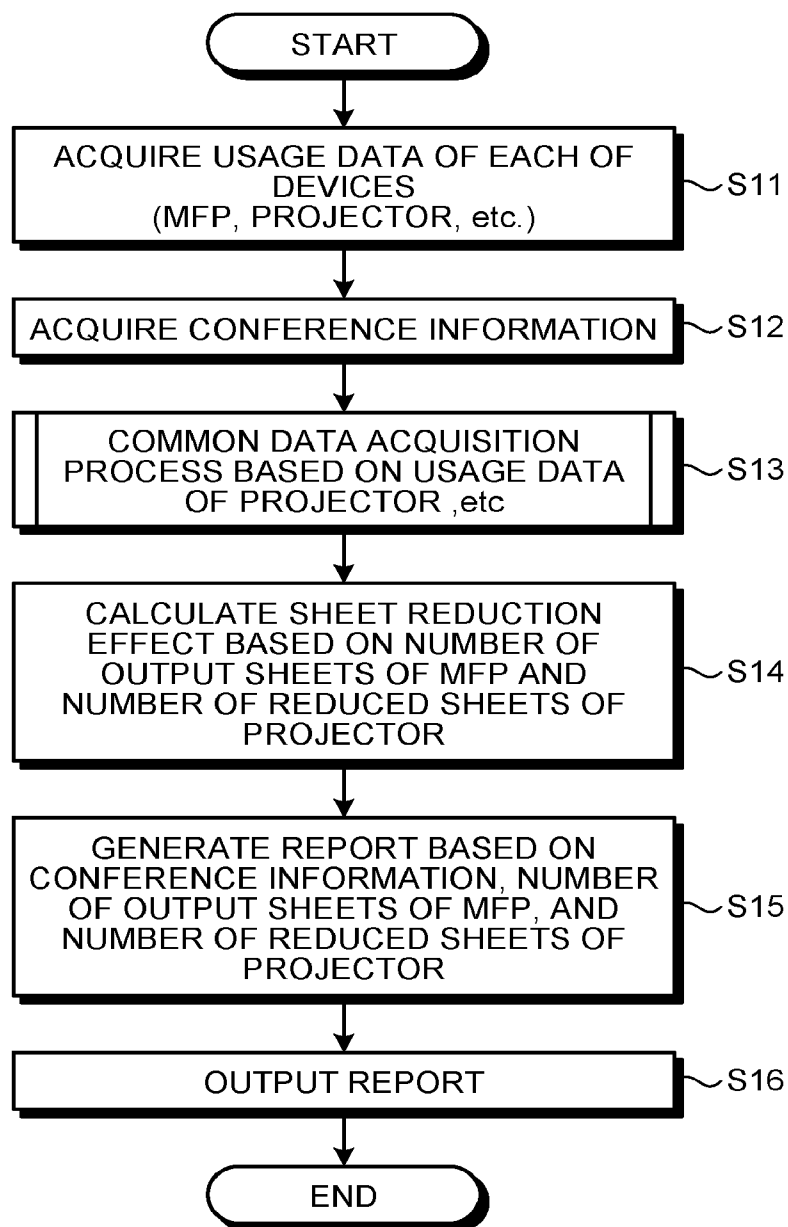 START
ACQUIRE USAGE DATA OF EACH OF
DEVICES
(MFP, PROJECTOR, etc.)
S11
ACQUIRE CONFERENCE INFORMATION
S12
COMMON DATA ACQUISITION
PROCESS BASED ON USAGE DATA
OF PROJECTOR ,etc
S13
CALCULATE SHEET REDUCTION
EFFECT BASED ON NUMBER OF
OUTPUT SHEETS OF MFP AND
NUMBER OF REDUCED SHEETS OF
PROJECTOR
S14
GENERATE REPORT BASED ON
CONFERENCE INFORMATION, NUMBER
OF OUTPUT SHEETS OF MFP, AND
NUMBER OF REDUCED SHEETS OF
PROJECTOR
S15
OUTPUT REPORT
S16
END